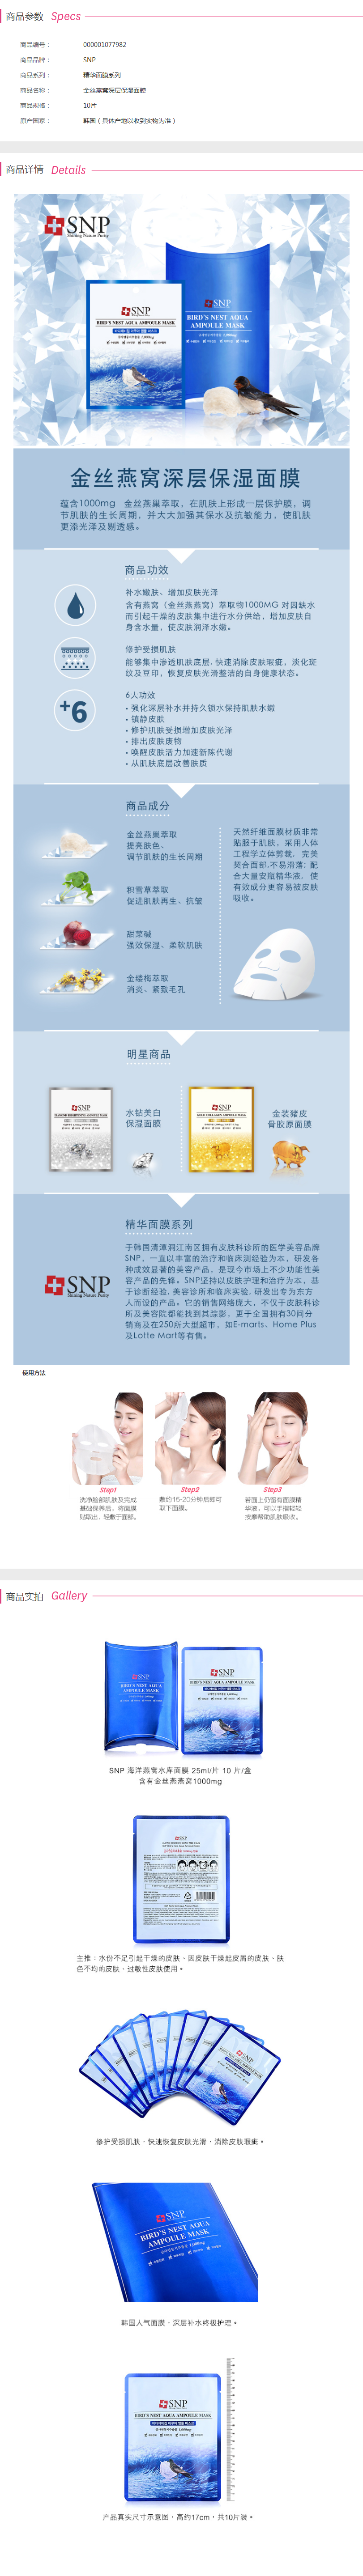 商品参数 Specs
商品编号： 000001077982
商品品牌： SNP
商品系列： 精华面膜系列
商品名称： 金丝燕窝深层保湿面膜
商品规格： 10片
原产国家： 韩国（具体产地以收到实物为准）
商品详情 Details
SNP
Shining Nature Purity
SNP
BIRD'S NEST AQUA
AMPOULE MASK
SNP
BIRD'S NEST AQUA
AMPOULE MASK
金丝燕窝深层保湿面膜
蕴含1000mg 金丝燕巢萃取，在肌肤上形成一层保护膜，调
节肌肤的生长周期，并大大加强其保水及抗敏能力，使肌肤
更添光泽及剔透感。
商品功效
补水嫩肤、增加皮肤光泽
含有燕窝（金丝燕燕窝）萃取物1000MG 对因缺水
而引起干燥的皮肤集中进行水分供给，增加皮肤自
身含水量，使皮肤润泽水嫩。
修护受损肌肤
能够集中渗透肌肤底层, 快速消除皮肤瑕疵，淡化斑
纹及豆印，恢复皮肤光滑整洁的自身健康状态。
+6
6大功效
• 强化深层补水并持久锁水保持肌肤水嫩
• 镇静皮肤
• 修护肌肤受损增加皮肤光泽
• 排出皮肤废物
• 唤醒皮肤活力加速新陈代谢
• 从肌肤底层改善肤质
商品成分
金丝燕巢萃取
提亮肤色、
调节肌肤的生长周期
积雪草萃取
促进肌肤再生、抗皱
甜菜碱
强效保湿、柔软肌肤
金缕梅萃取
消炎、紧致毛孔
天然纤维面膜材质非常
贴服于肌肤，采用人体
工程学立体剪裁，完美
契合面部,不易滑落; 配
合大量安瓶精华液，使
有效成分更容易被皮肤
吸收。
明星商品
SNP
水钻美白
保湿面膜
SNP
金装豬皮
骨胶原面膜
精华面膜系列
SNP
Shining Nature Purity
于韩国清潭洞江南区拥有皮肤科诊所的医学美容品牌
SNP，一直以丰富的治疗和临床测经验为本，研发各
种成效显著的美容产品，是现今市场上不少功能性美
容产品的先锋。SNP坚持以皮肤护理和治疗为本，基
于诊断经验, 美容诊所和临床实验, 研发出专为东方
人而设的产品。它的销售网络庞大，不仅于皮肤科诊
所及美容院都能找到其踪影，更于全国拥有30间分
销商及在250所大型超市，如E-marts、Home Plus
及Lotte Mart等有售。
使用方法
Step1
洗净脸部肌肤及完成
基础保养后，将面膜
贴取出，轻敷于面部。
Step2
敷约15-20分钟后即可
取下面膜。
Step3
若面上仍留有面膜精
华液，可以手指轻轻
按摩帮助肌肤吸收。
商品实拍 Gallery
SNP
BIRD'S NEST AQUA
AMPOULE MASK
SNP
BIRD'S NEST AQUA AMPOULE MASK
SNP 海洋燕窝水库面膜 25ml/片 10 片/盒
含有金丝燕燕窝1000mg
SNP
主推：水份不足引起干燥的皮肤、因皮肤干燥起皮屑的皮肤、肤
色不均的皮肤、过敏性皮肤使用。
SNP
修护受损肌肤，快速恢复皮肤光滑，消除皮肤瑕疵。
SNP
BIRD'S NEST AQUA
AMPOULE MASK
韩国人气面膜，深层补水终极护理。
SNP
BIRD'S NEST AQUA AMPOULE MASK
产品真实尺寸示意图，高约17cm，共10片装。